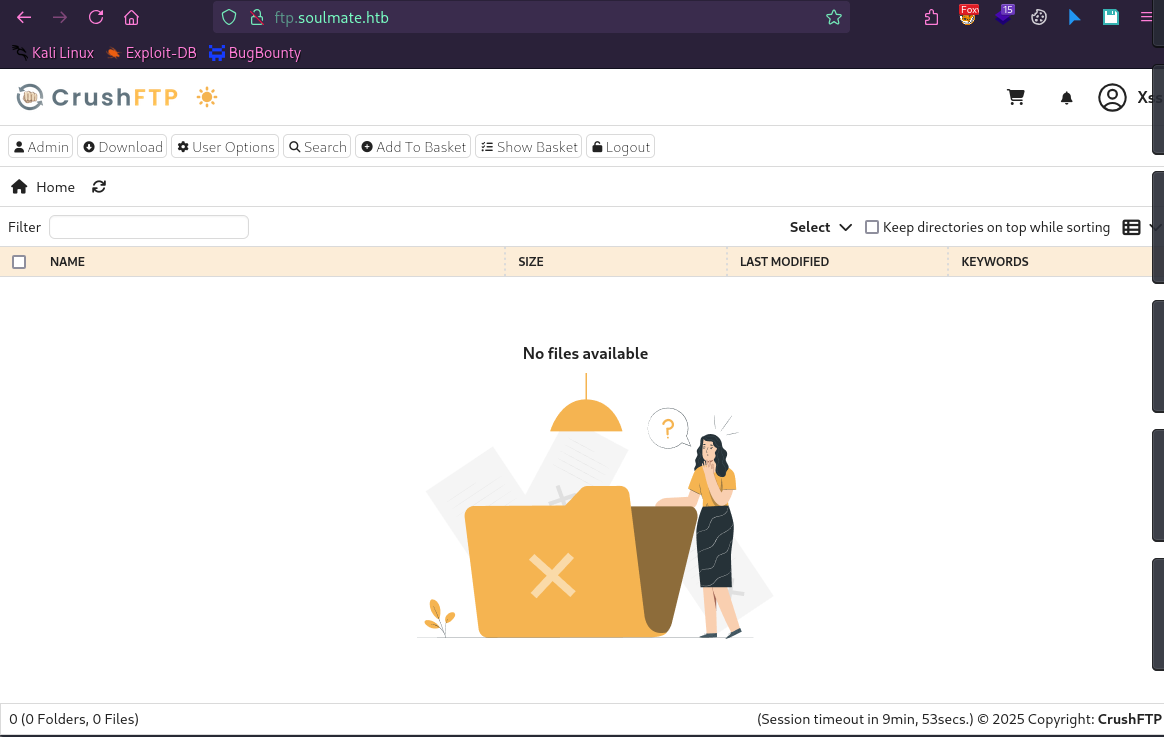 ftp.soulmate.htb
Fox
15
Kali Linux Exploit-DB BugBounty
CrushFTP
Admin Download User Options Search Add To Basket Show Basket Logout
Home
Filter
Select Keep directories on top while sorting
NAME SIZE LAST MODIFIED KEYWORDS
No files available
?
0 (0 Folders, 0 Files) (Session timeout in 9min, 53secs.) © 2025 Copyright: CrushFTP